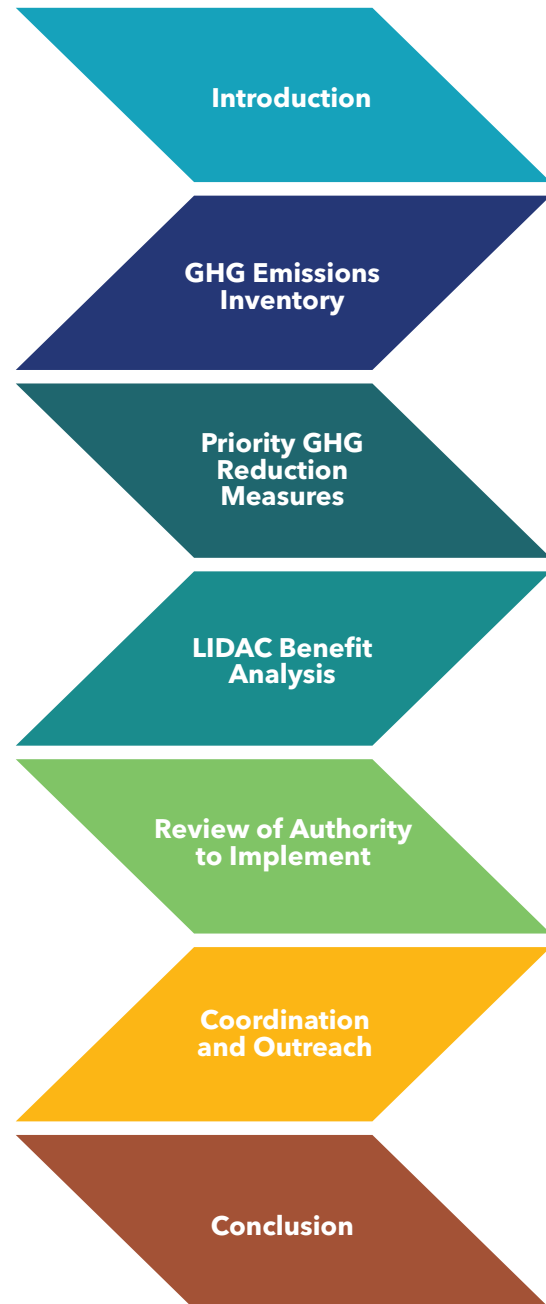 Introduction
GHG Emissions
Inventory
Priority GHG
Reduction
Measures
LIDAC Benefit
Analysis
Review of Authority
to Implement
Coordination
and Outreach
Conclusion